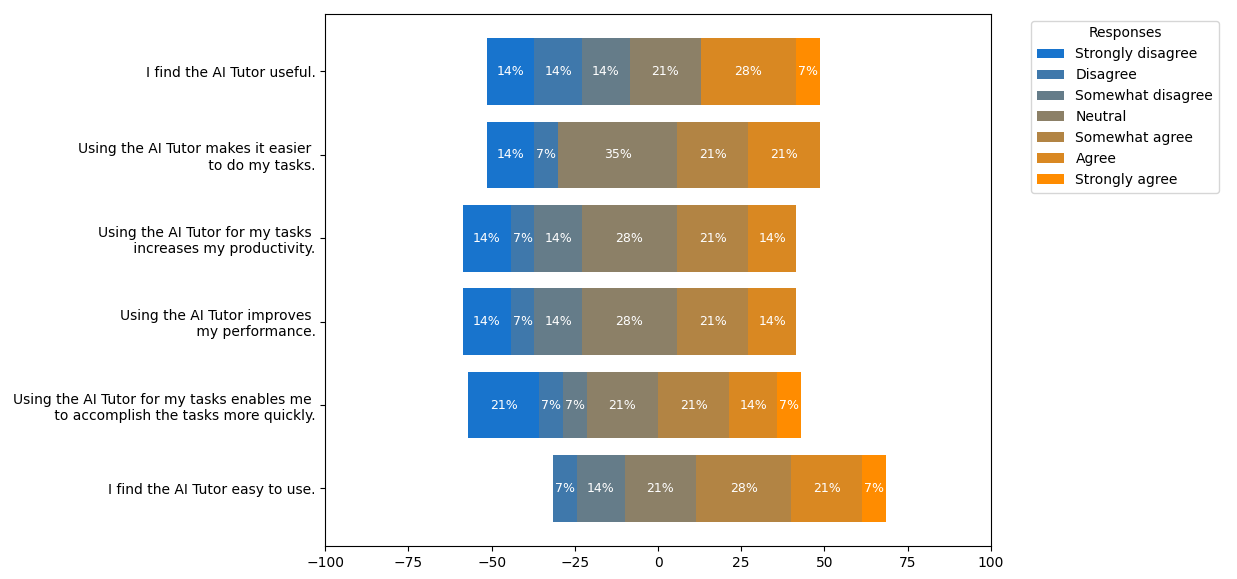 Responses
Strongly disagree
Disagree
Somewhat disagree
Neutral
Somewhat agree
Agree
Strongly agree
I find the AI Tutor useful.
14% 14% 14% 21% 28% 7%
Using the AI Tutor makes it easier
to do my tasks.
14% 7% 35% 21% 21%
Using the AI Tutor for my tasks
increases my productivity.
14% 7% 14% 28% 21% 14%
Using the AI Tutor improves
my performance.
14% 7% 14% 28% 21% 14%
Using the AI Tutor for my tasks enables me
to accomplish the tasks more quickly.
21% 7% 7% 21% 21% 14% 7%
I find the AI Tutor easy to use.
7% 14% 21% 28% 21% 7%
−100 −75 −50 −25 0 25 50 75 100